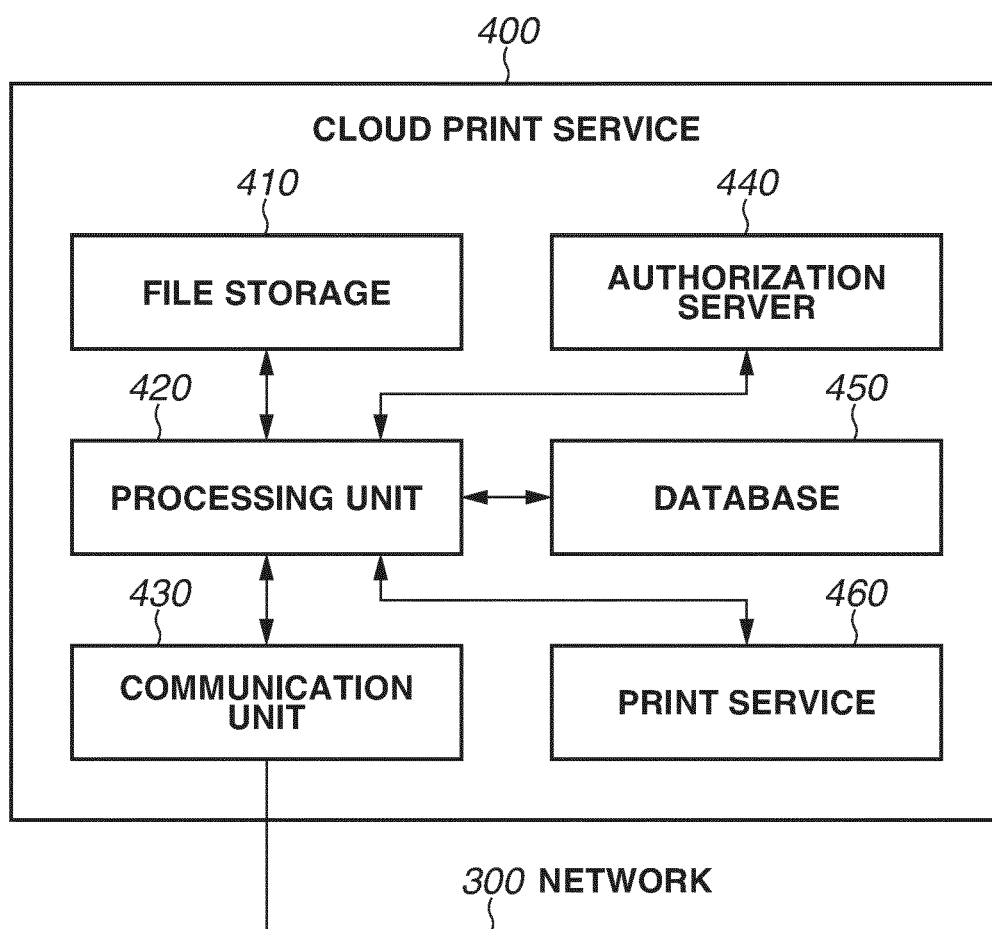 400
CLOUD PRINT SERVICE
410
440
FILE STORAGE
AUTHORIZATION
SERVER
420
450
PROCESSING UNIT
DATABASE
430
460
COMMUNICATION
UNIT
PRINT SERVICE
300 NETWORK